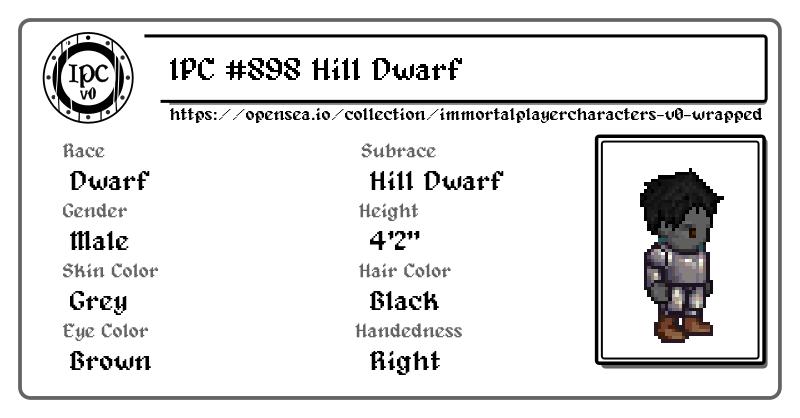 IPC v0
IPC #898 Hill Dwarf
https://opensea.io/collection/immortalplayercharacters-v0-wrapped
Race
Dwarf
Subrace
Hill Dwarf
Gender
Male
Height
4'2"
Skin Color
Grey
Hair Color
Black
Eye Color
Brown
Handedness
Right